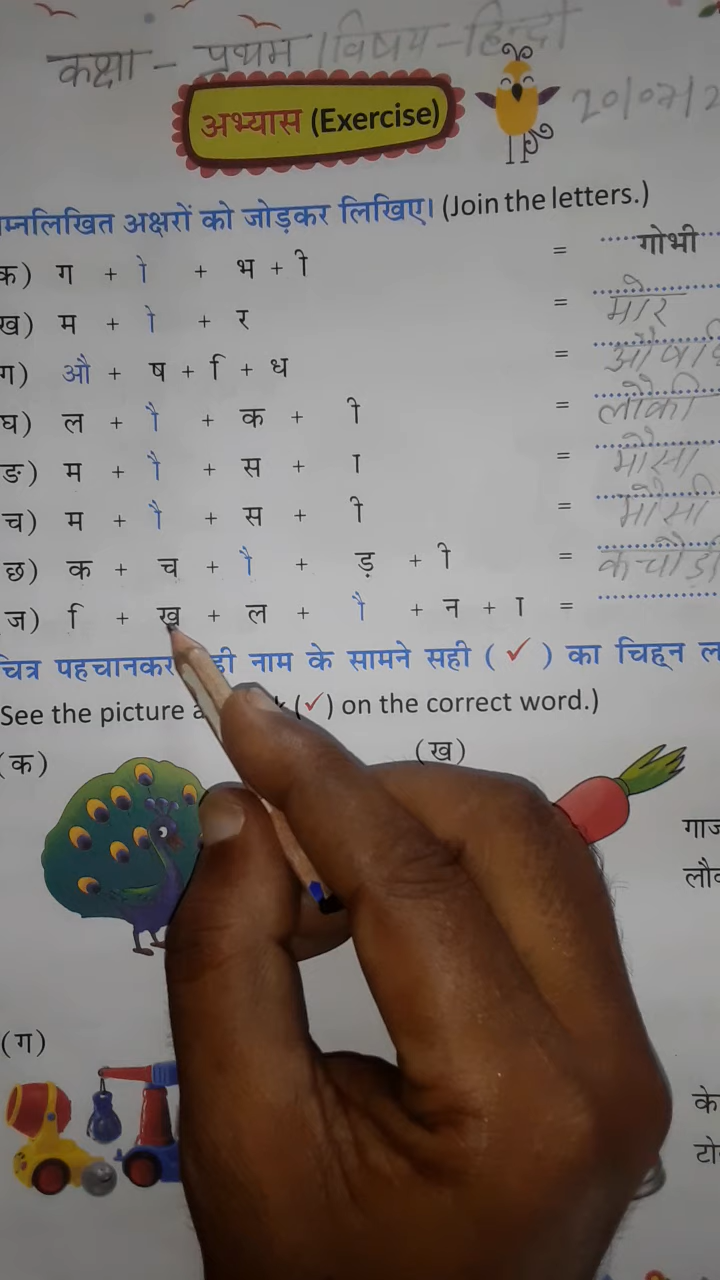 कक्षा - प्रथम । विषय - हिन्दी
20/07/2
अभ्यास (Exercise)
म्नलिखित अक्षरों को जोड़कर लिखिए। (Join the letters.)
क) ग + ो + भ + ी = गोभी
ख) म + ो + र = मोर
ग) औ + ष + ि + ध = औषधि
घ) ल + ौ + क + ी = लौकी
ङ) म + ौ + स + ा = मौसा
च) म + ौ + स + ी = मौसी
छ) क + च + ौ + ड़ + ी = कचौड़ी
ज) ि + ख + ल + ौ + न + ा =
चित्र पहचानकर ही नाम के सामने सही ( ✓ ) का चिह्न ल
See the picture a (✓) on the correct word.)
(क) (ख)
गाज
लौ
(ग)
के
टो